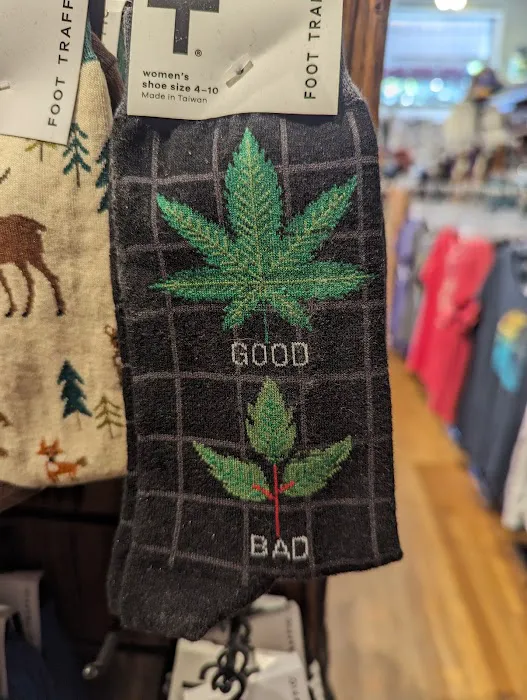 FOOT TRAFF
T
®
women's
shoe size 4–10
Made in Taiwan
FOOT TRAF
GOOD
BAD